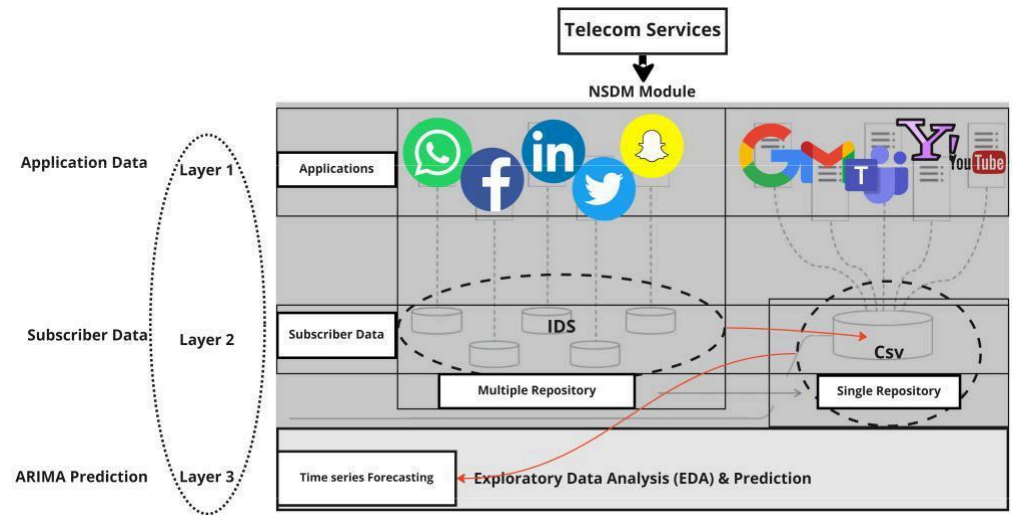 Telecom Services
NSDM Module
Application Data
Layer 1
Applications
in
T
Y!
YouTube
Subscriber Data
Layer 2
Subscriber Data
IDS
Csv
Multiple Repository
Single Repository
ARIMA Prediction
Layer 3
Time series Forecasting
Exploratory Data Analysis (EDA) & Prediction